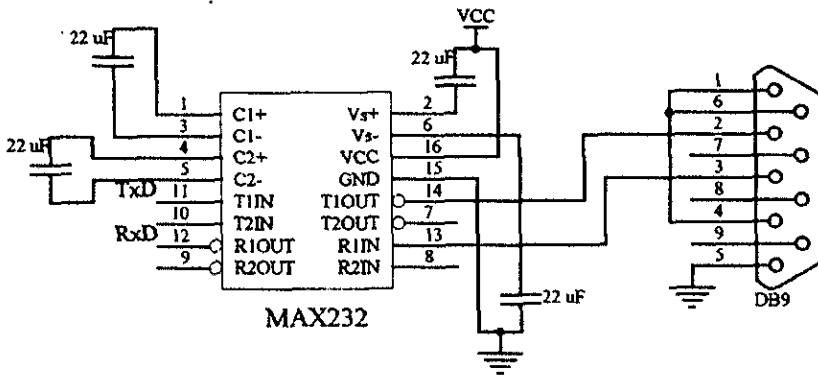 VCC
22 uF
22 uF
22 uF
TxD
RxD
1
3
4
5
11
10
12
9
C1+
C1-
C2+
C2-
T1IN
T2IN
R1OUT
R2OUT
Vs+
Vs-
VCC
GND
T1OUT
T2OUT
R1IN
R2IN
2
6
16
15
14
7
13
8
MAX232
22 uF
1
6
2
7
3
8
4
9
5
DB9